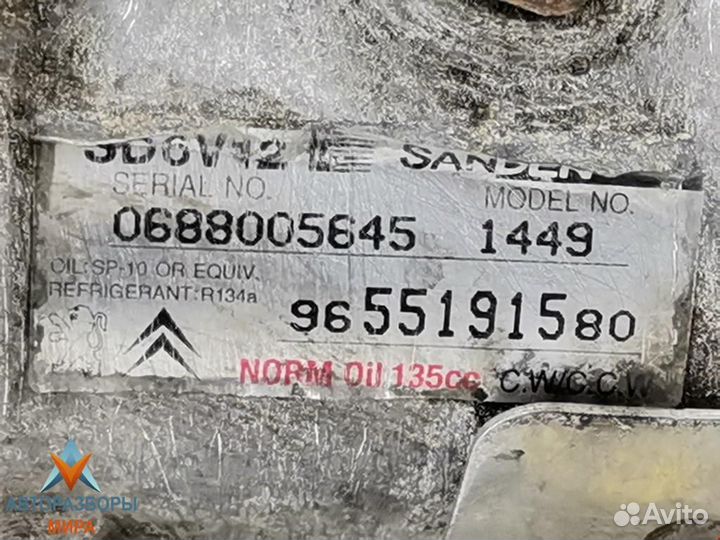 SD6V12 SANDEN
SERIAL NO. MODEL NO.
0688005645 1449
OIL:SP-10 OR EQUIV.
REFRIGERANT:R134a
9655191580
NORM Oil 135cc C.W/C.C.W
АВТОРАЗБОРЫ
МИРА
Avito